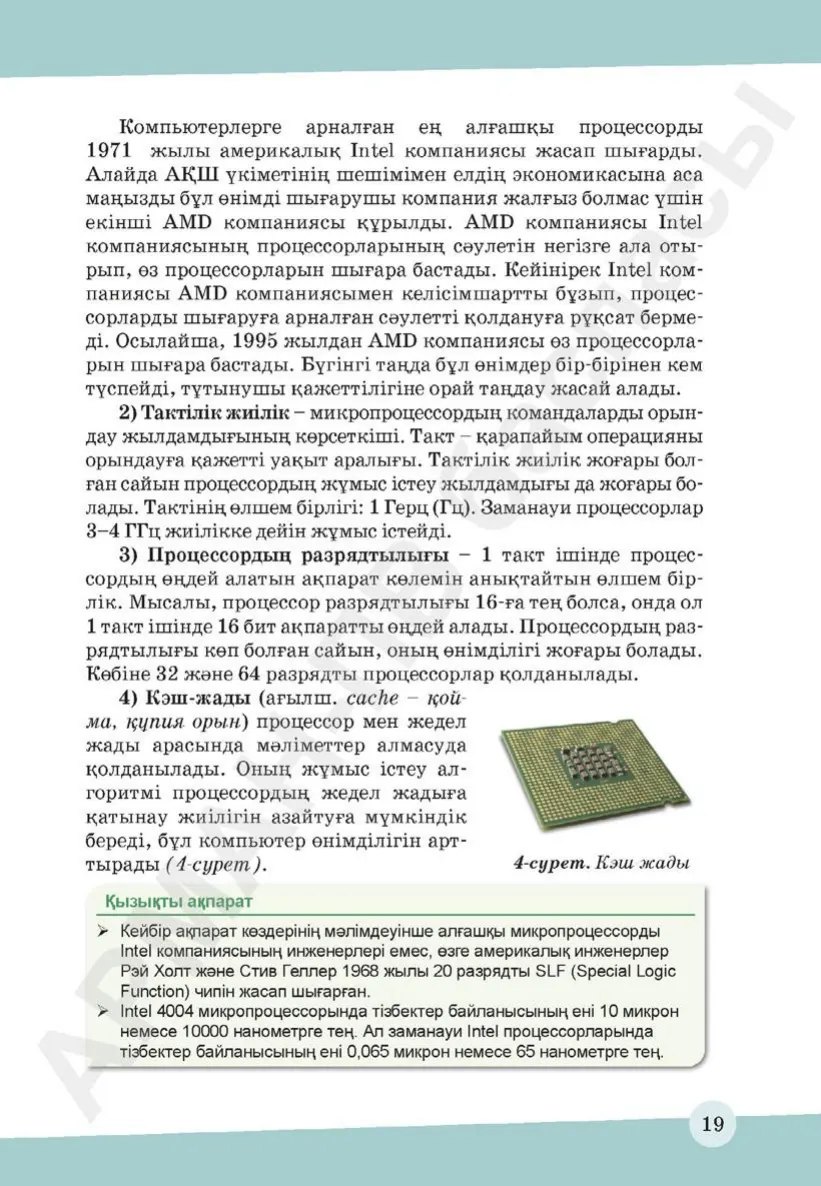 Компьютерлерге арналған ең алғашқы процессорды
1971 жылы америкалық Intel компаниясы жасап шығарды.
Алайда АҚШ үкіметінің шешімімен елдің экономикасына аса
маңызды бұл өнімді шығарушы компания жалғыз болмас үшін
екінші AMD компаниясы құрылды. AMD компаниясы Intel
компаниясының процессорларының сәулетін негізге ала оты-
рып, өз процессорларын шығара бастады. Кейінірек Intel ком-
паниясы AMD компаниясымен келісімшартты бұзып, процес-
сорларды шығаруға арналған сәулетті қолдануға рұқсат берме-
ді. Осылайша, 1995 жылдан AMD компаниясы өз процессорла-
рын шығара бастады. Бүгінгі таңда бұл өнімдер бір-бірінен кем
түспейді, тұтынушы қажеттілігіне орай таңдау жасай алады.
2) Тактілік жиілік – микропроцессордың командаларды орын-
дау жылдамдығының көрсеткіші. Такт – қарапайым операцияны
орындауға қажетті уақыт аралығы. Тактілік жиілік жоғары бол-
ған сайын процессордың жұмыс істеу жылдамдығы да жоғары бо-
лады. Тактінің өлшем бірлігі: 1 Герц (Гц). Заманауи процессорлар
3–4 ГГц жиілікке дейін жұмыс істейді.
3) Процессордың разрядтылығы – 1 такт ішінде процес-
сордың өңдей алатын ақпарат көлемін анықтайтын өлшем бір-
лік. Мысалы, процессор разрядтылығы 16-ға тең болса, онда ол
1 такт ішінде 16 бит ақпаратты өңдей алады. Процессордың раз-
рядтылығы көп болған сайын, оның өнімділігі жоғары болады.
Көбіне 32 және 64 разрядты процессорлар қолданылады.
4) Кэш-жады (ағылш. cache – қой-
ма, құпия орын) процессор мен жедел
жады арасында мәліметтер алмасуда
қолданылады. Оның жұмыс істеу ал-
горитмі процессордың жедел жадыға
қатынау жиілігін азайтуға мүмкіндік
береді, бұл компьютер өнімділігін арт-
тырады (4-сурет).
4-сурет. Кэш жады
Қызықты ақпарат
➢ Кейбір ақпарат көздерінің мәлімдеуінше алғашқы микропроцессорды
Intel компаниясының инженерлері емес, өзге америкалық инженерлер
Рэй Холт және Стив Геллер 1968 жылы 20 разрядты SLF (Special Logic
Function) чипін жасап шығарған.
➢ Intel 4004 микропроцессорында тізбектер байланысының ені 10 микрон
немесе 10000 нанометрге тең. Ал заманауи Intel процессорларында
тізбектер байланысының ені 0,065 микрон немесе 65 нанометрге тең.
19
АРМАН-ПВ баспасы